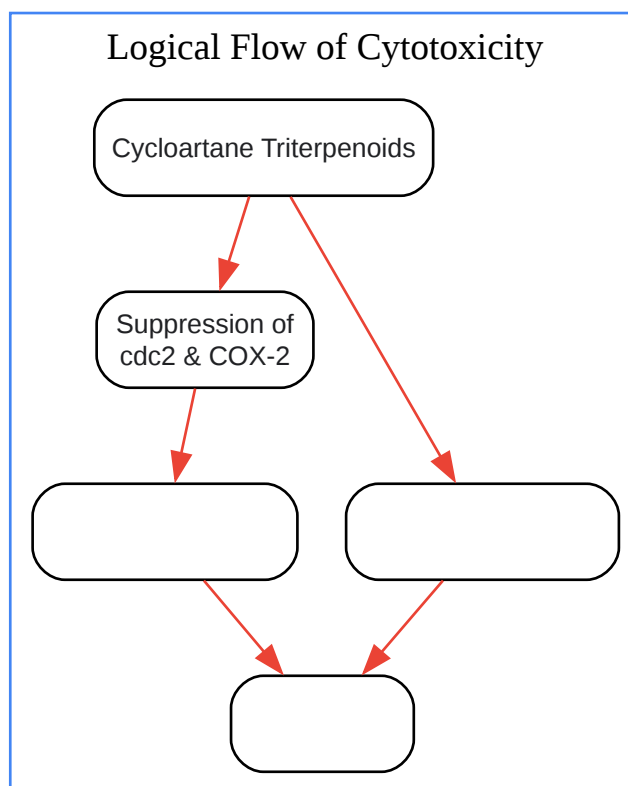 Logical Flow of Cytotoxicity
Cycloartane Triterpenoids
Suppression of
cdc2 & COX-2